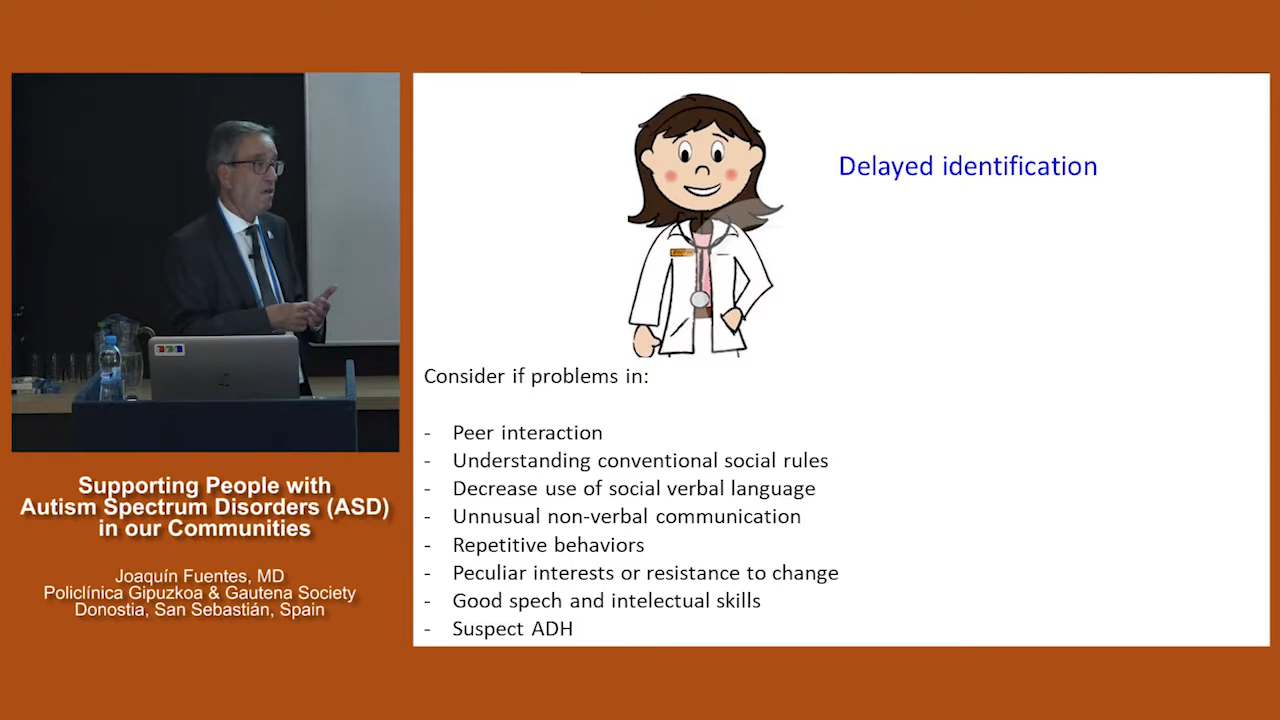 Delayed identification
Consider if problems in:
- Peer interaction
- Understanding conventional social rules
- Decrease use of social verbal language
- Unnusual non-verbal communication
- Repetitive behaviors
- Peculiar interests or resistance to change
- Good spech and intelectual skills
- Suspect ADH
Supporting People with
Autism Spectrum Disorders (ASD)
in our Communities
Joaquín Fuentes, MD
Policlínica Gipuzkoa & Gautena Society
Donostia, San Sebastián, Spain